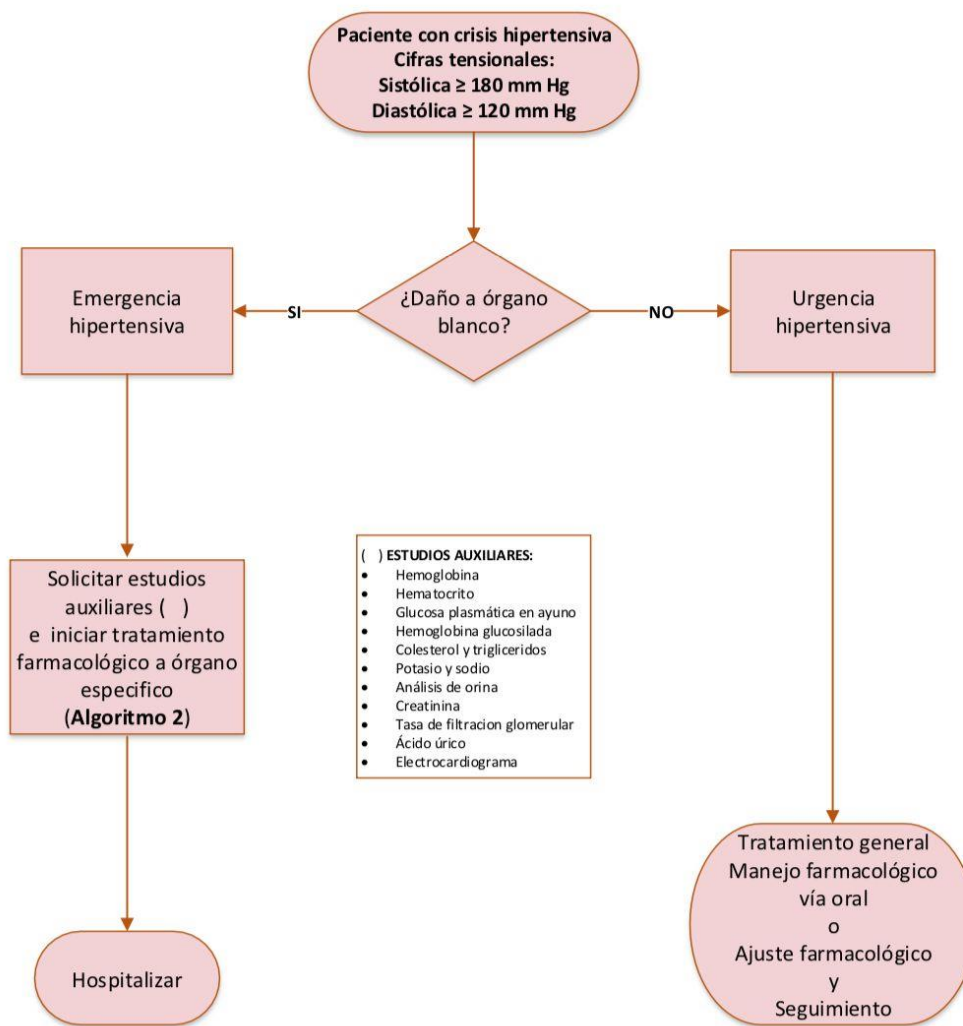 Paciente con crisis hipertensiva
Cifras tensionales:
Sistólica ≥ 180 mm Hg
Diastólica ≥ 120 mm Hg
¿Daño a órgano
blanco?
SI
NO
Emergencia
hipertensiva
Urgencia
hipertensiva
Solicitar estudios
auxiliares (   )
e  iniciar tratamiento
farmacológico a órgano
especifico
(Algoritmo 2)
(   ) ESTUDIOS AUXILIARES:
• Hemoglobina
• Hematocrito
• Glucosa plasmática en ayuno
• Hemoglobina glucosilada
• Colesterol y trigliceridos
• Potasio y sodio
• Análisis de orina
• Creatinina
• Tasa de filtracion glomerular
• Ácido úrico
• Electrocardiograma
Hospitalizar
Tratamiento general
Manejo farmacológico
vía oral
o
Ajuste farmacológico
y
Seguimiento